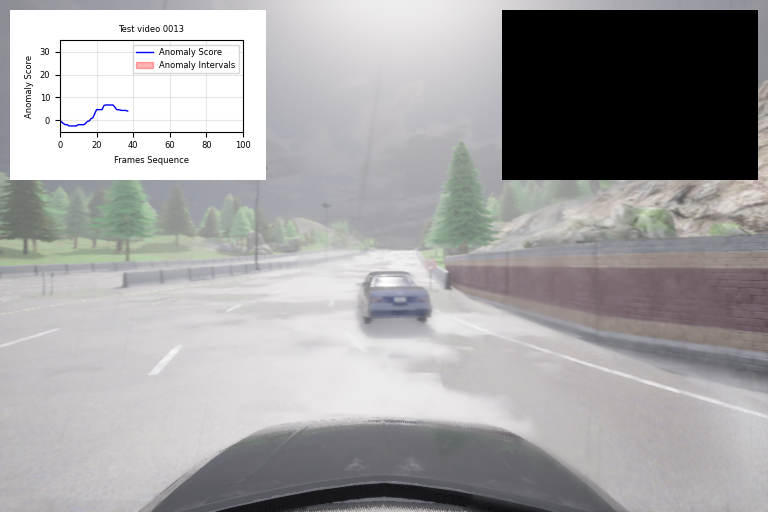 Test video 0013
Anomaly Score
30
20
10
0
Anomaly Score
Anomaly Intervals
0 20 40 60 80 100
Frames Sequence